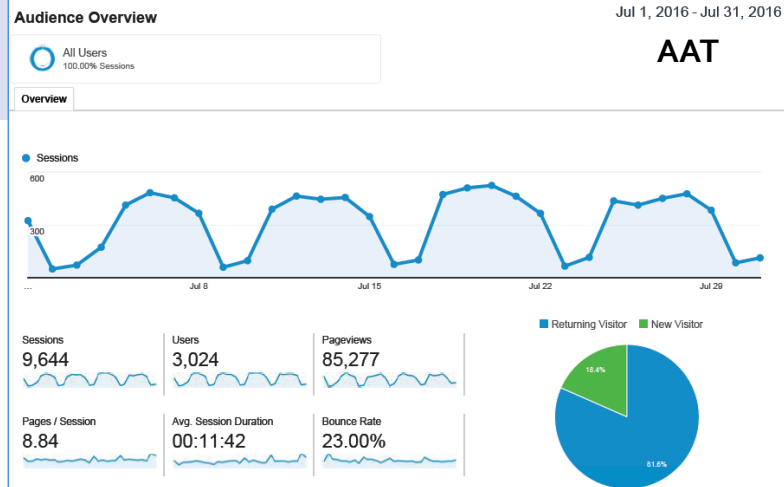 Audience Overview
Jul 1, 2016 - Jul 31, 2016
AAT
All Users
100.00% Sessions
Overview
Sessions
600
300
...
Jul 8
Jul 15
Jul 22
Jul 29
Returning Visitor
New Visitor
Sessions
9,644
Users
3,024
Pageviews
85,277
Pages / Session
8.84
Avg. Session Duration
00:11:42
Bounce Rate
23.00%
18.4%
81.6%